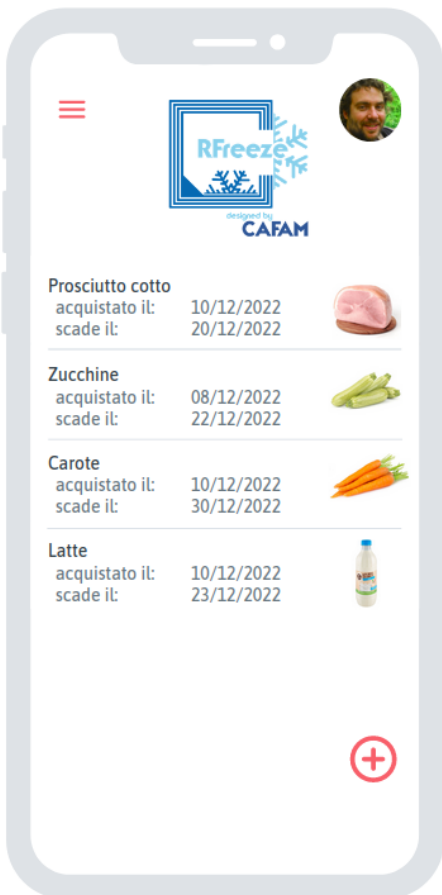 RFreeze
designed by
CAFAM
Prosciutto cotto
acquistato il: 10/12/2022
scade il: 20/12/2022
Zucchine
acquistato il: 08/12/2022
scade il: 22/12/2022
Carote
acquistato il: 10/12/2022
scade il: 30/12/2022
Latte
acquistato il: 10/12/2022
scade il: 23/12/2022